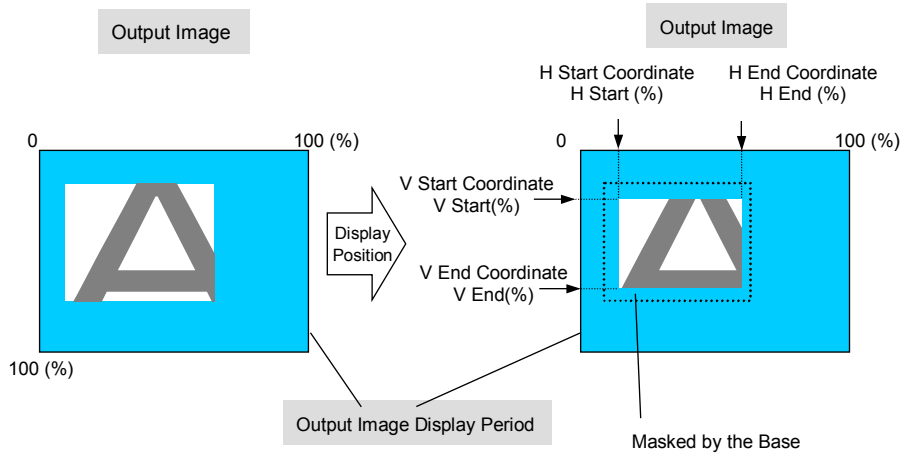 Output Image
0
100 (%)
100 (%)
Display
Position
Output Image
H Start Coordinate
H Start (%)
H End Coordinate
H End (%)
0
100 (%)
V Start Coordinate
V Start(%)
V End Coordinate
V End(%)
Output Image Display Period
Masked by the Base